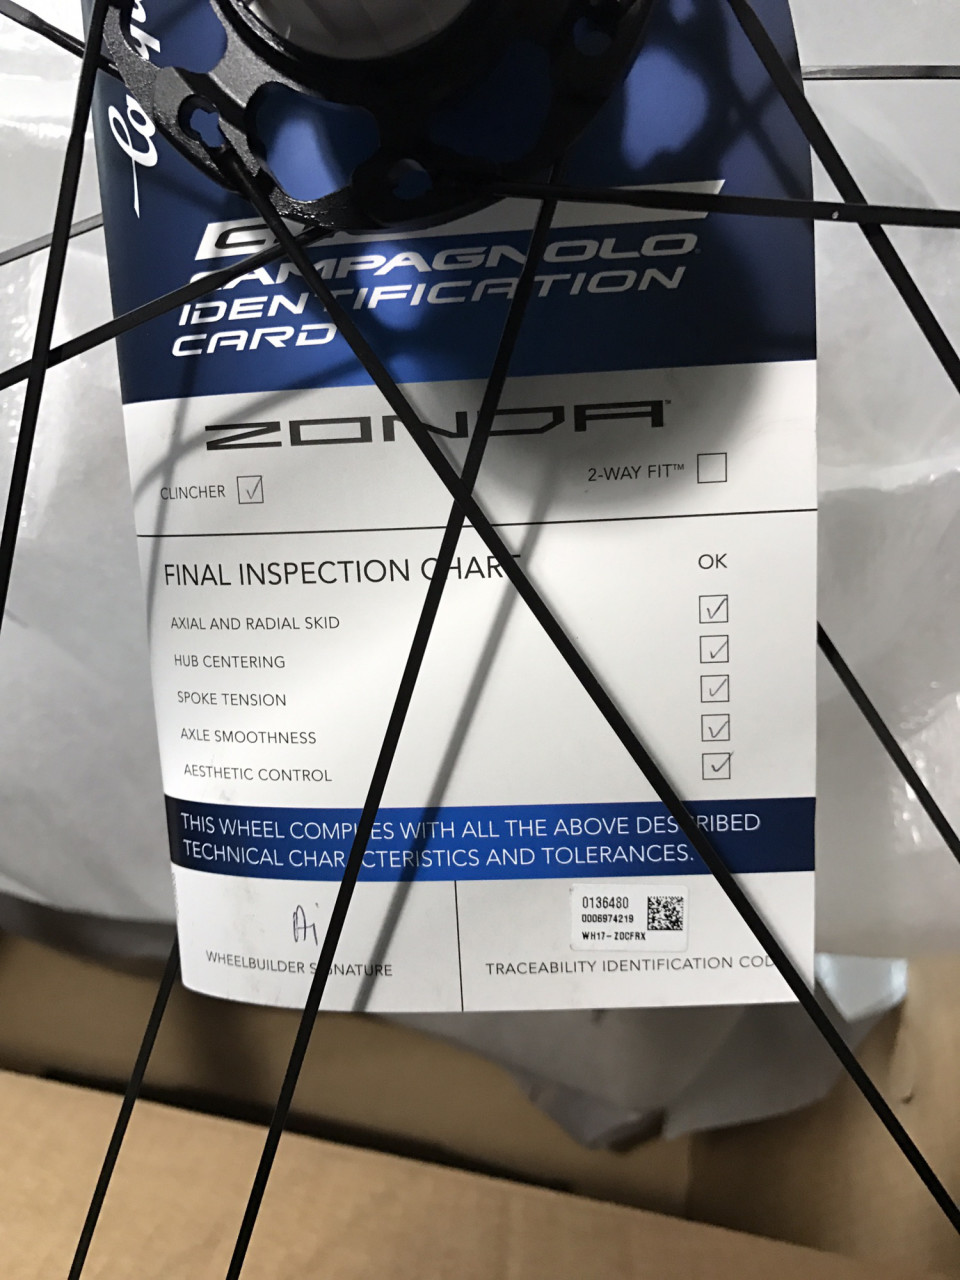 CAMPAGNOLO
IDENTIFICATION
CARD
ZONDA™
CLINCHER
2-WAY FIT™
FINAL INSPECTION CHART
OK
AXIAL AND RADIAL SKID
HUB CENTERING
SPOKE TENSION
AXLE SMOOTHNESS
AESTHETIC CONTROL
THIS WHEEL COMPLIES WITH ALL THE ABOVE DESCRIBED
TECHNICAL CHARACTERISTICS AND TOLERANCES.
0136480
0006974219
WH17-Z0CFRX
WHEELBUILDER SIGNATURE
TRACEABILITY IDENTIFICATION CODE